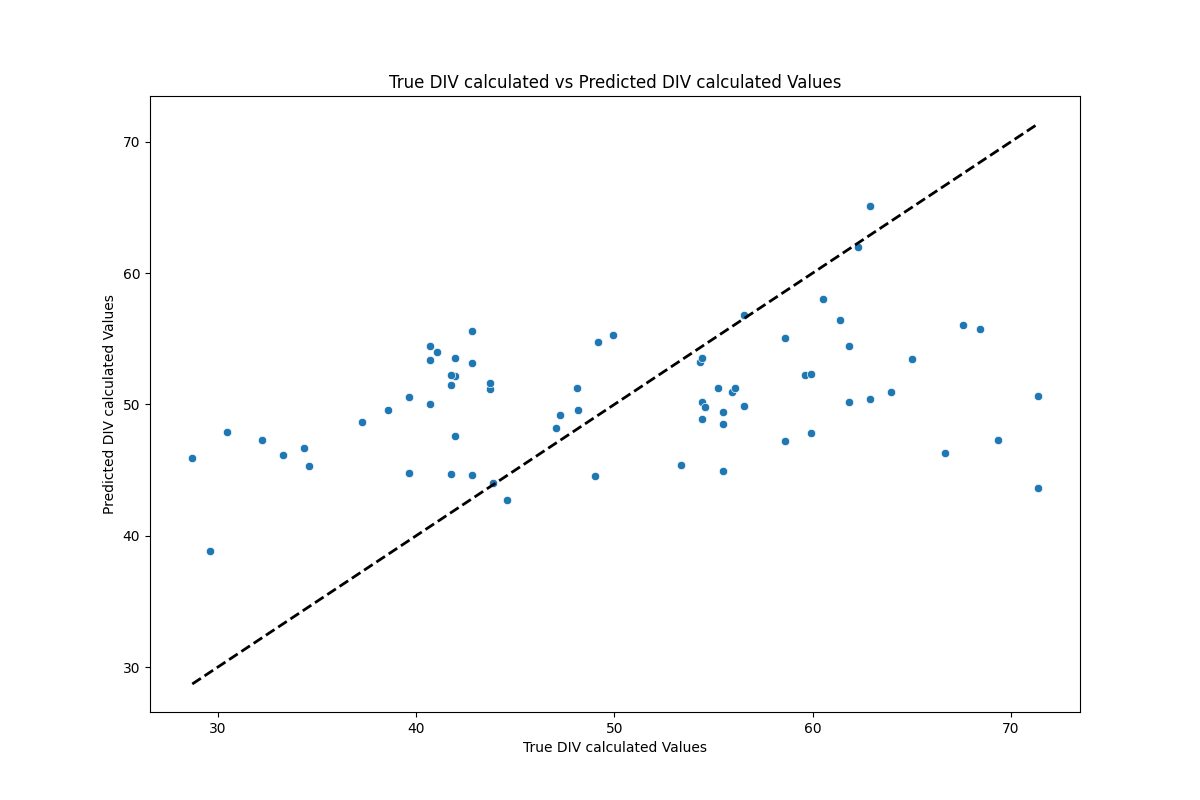 True DIV calculated vs Predicted DIV calculated Values
Predicted DIV calculated Values
70
60
50
40
30
30 40 50 60 70
True DIV calculated Values